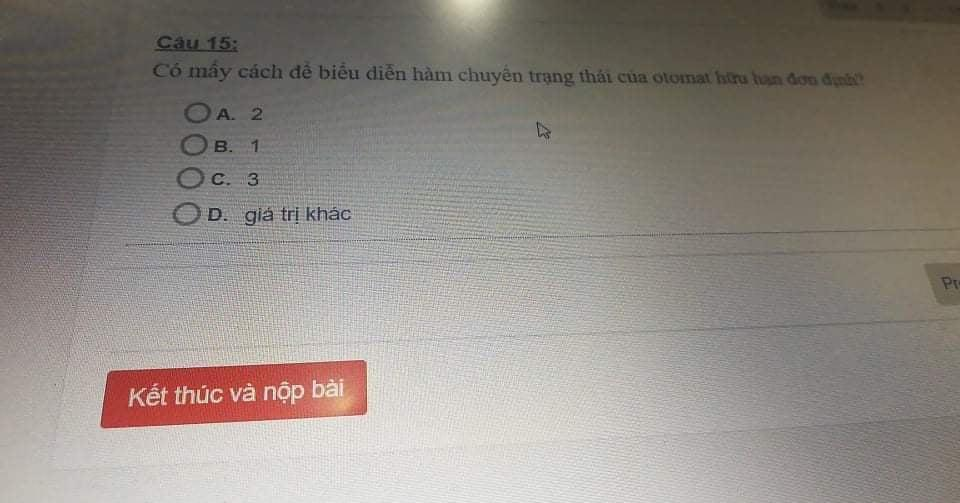 Câu 15:
Có mấy cách để biểu diễn hàm chuyển trạng thái của otomat hữu hạn đơn định?
A. 2
B. 1
C. 3
D. giá trị khác
Kết thúc và nộp bài